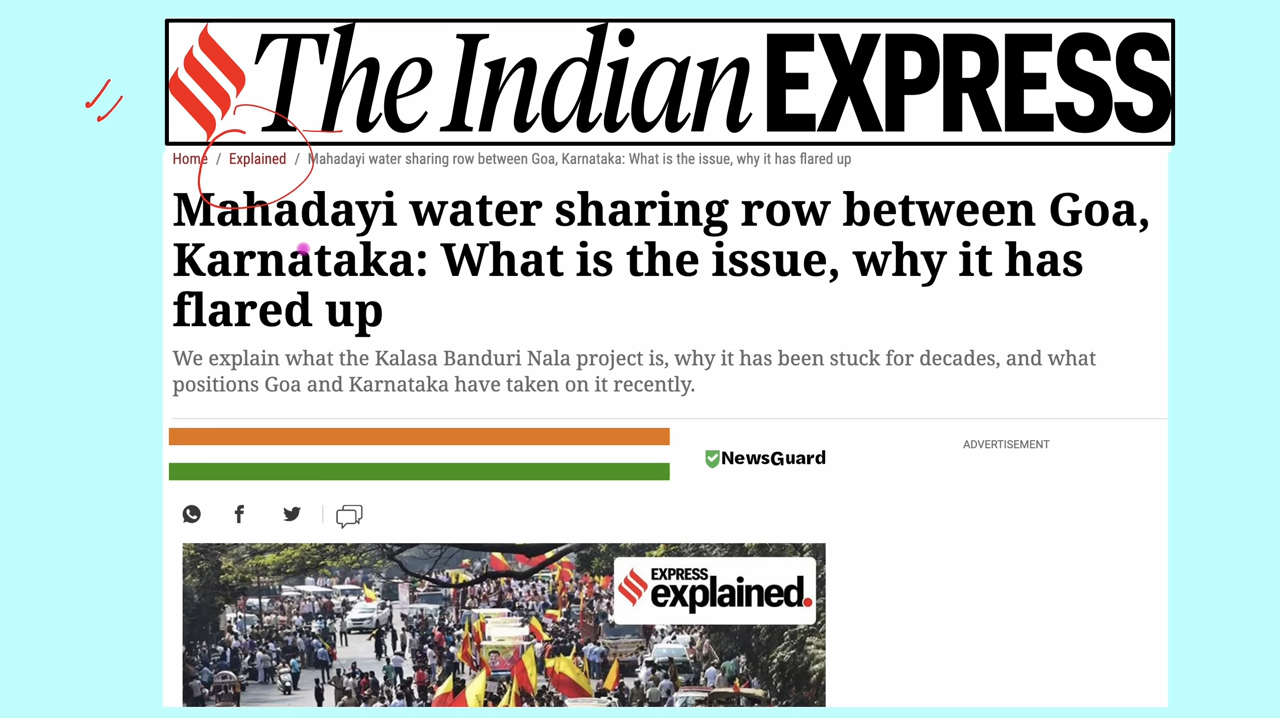 The Indian EXPRESS
Home / Explained / Mahadayi water sharing row between Goa, Karnataka: What is the issue, why it has flared up
Mahadayi water sharing row between Goa,
Karnataka: What is the issue, why it has
flared up
We explain what the Kalasa Banduri Nala project is, why it has been stuck for decades, and what
positions Goa and Karnataka have taken on it recently.
NewsGuard
ADVERTISEMENT
EXPRESS
explained.